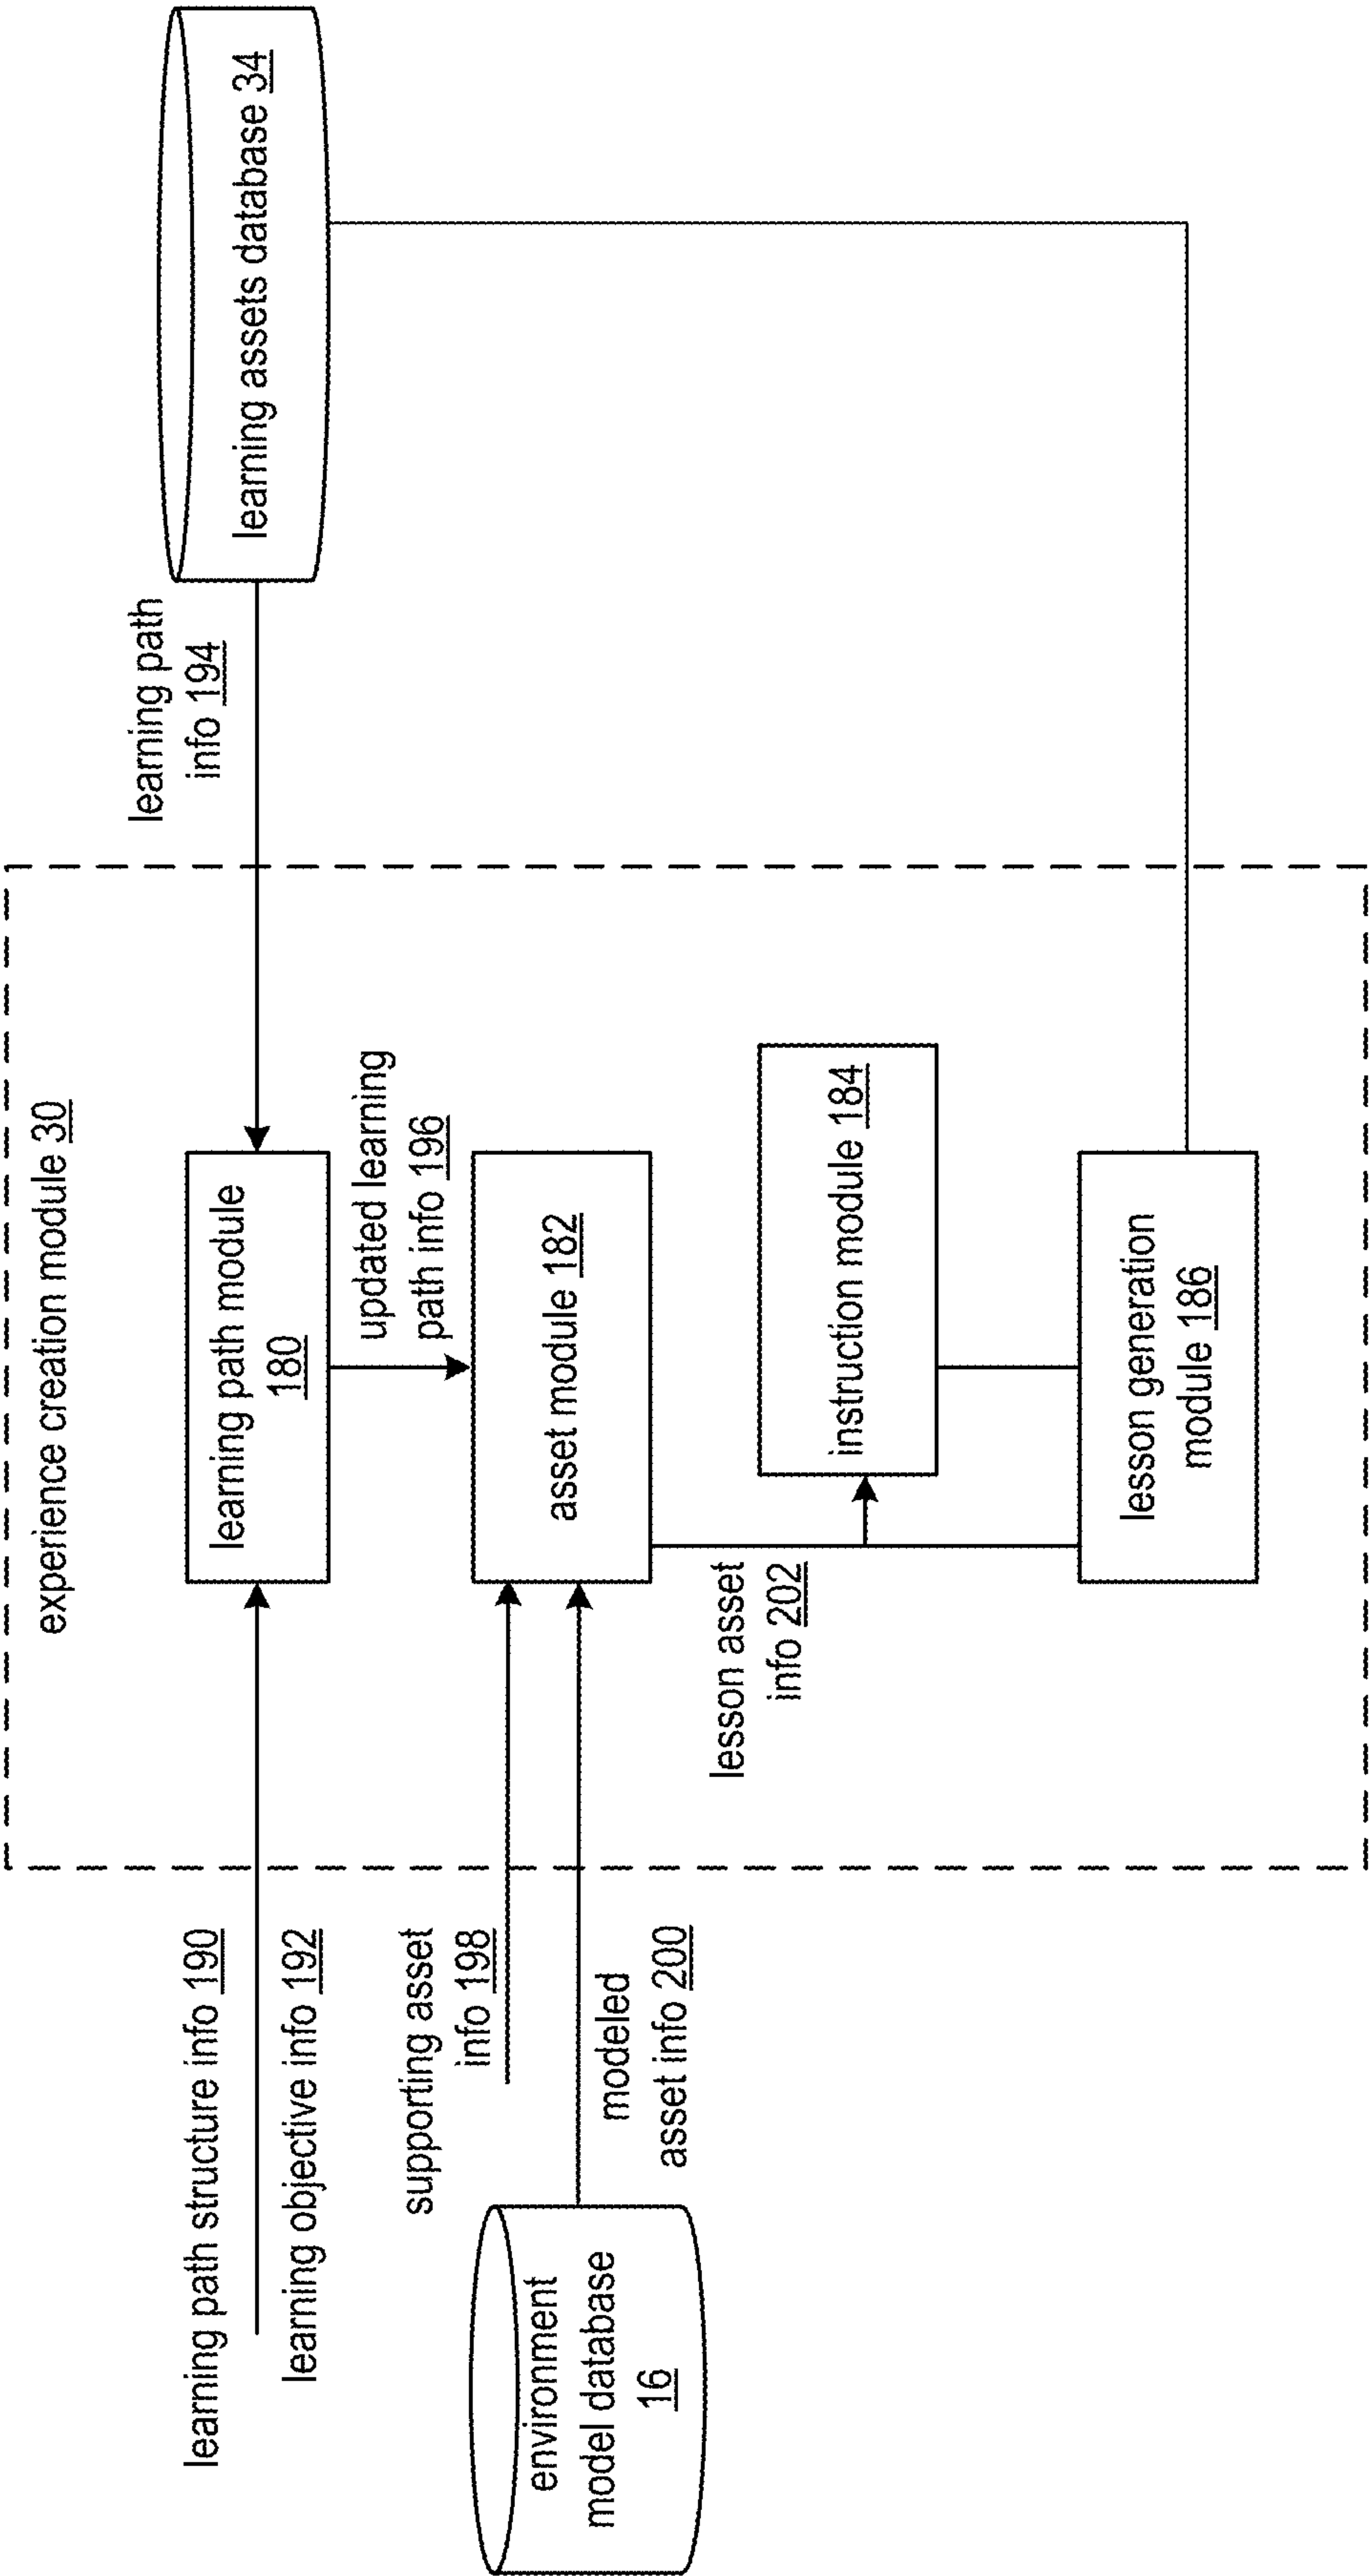 experience creation module 30
learning path structure info 190
learning objective info 192
learning path module
180
learning path
info 194
learning assets database 34
updated learning
path info 196
supporting asset
info 198
asset module 182
environment
model database
16
modeled
asset info 200
lesson asset
info 202
instruction module 184
lesson generation
module 186